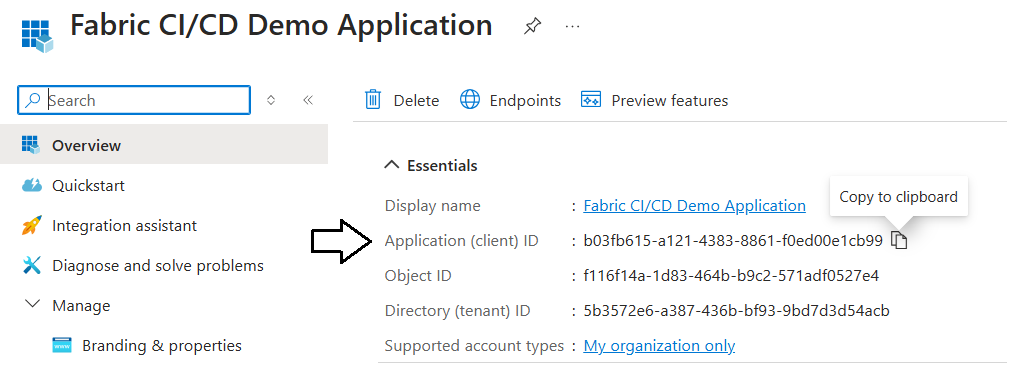 Fabric CI/CD Demo Application
Search
Delete
Endpoints
Preview features
Overview
Quickstart
Integration assistant
Diagnose and solve problems
Manage
Branding & properties
Essentials
Copy to clipboard
Display name : Fabric CI/CD Demo Application
Application (client) ID : b03fb615-a121-4383-8861-f0ed00e1cb99
Object ID : f116f14a-1d83-464b-b9c2-571adf0527e4
Directory (tenant) ID : 5b3572e6-a387-436b-bf93-9bd7d3d54acb
Supported account types : My organization only